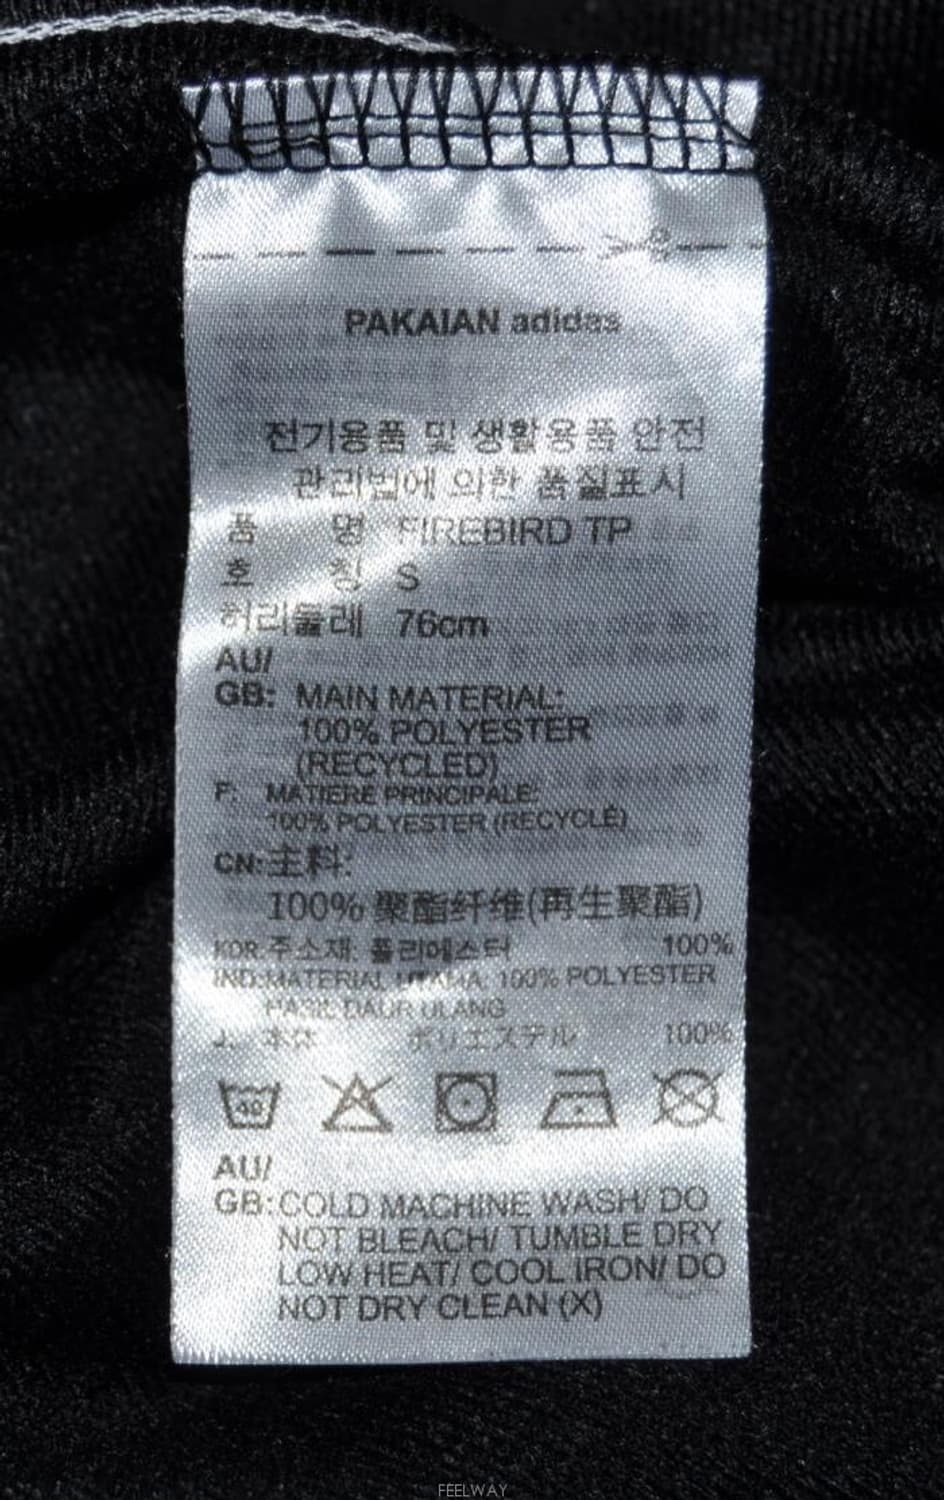 PAKAIAN adidas
전기용품 및 생활용품 안전
관리법에 의한 품질표시
품 명 FIREBIRD TP
호 칭 S
허리둘레 76cm
AU/
GB: MAIN MATERIAL:
100% POLYESTER
(RECYCLED)
F: MATIERE PRINCIPALE:
100% POLYESTER (RECYCLÉ)
CN:主料:
100% 聚酯纤维(再生聚酯)
KOR:주소재: 폴리에스터 100%
IND:MATERIAL UTAMA: 100% POLYESTER
HASIL DAUR ULANG
J: 本体 ポリエステル 100%
40
AU/
GB:COLD MACHINE WASH/ DO
NOT BLEACH/ TUMBLE DRY
LOW HEAT/ COOL IRON/ DO
NOT DRY CLEAN (X)
FEELWAY